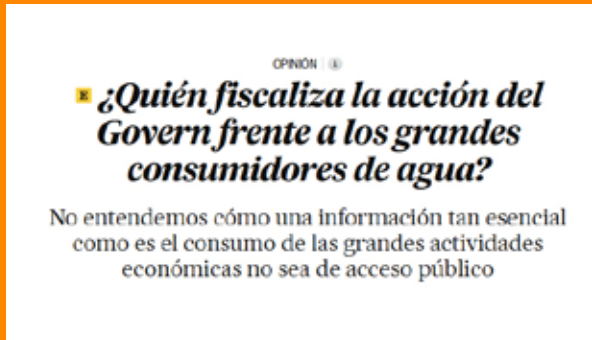 OPINIÓN i
E ¿Quién fiscaliza la acción del
Govern frente a los grandes
consumidores de agua?
No entendemos cómo una información tan esencial
como es el consumo de las grandes actividades
económicas no sea de acceso público